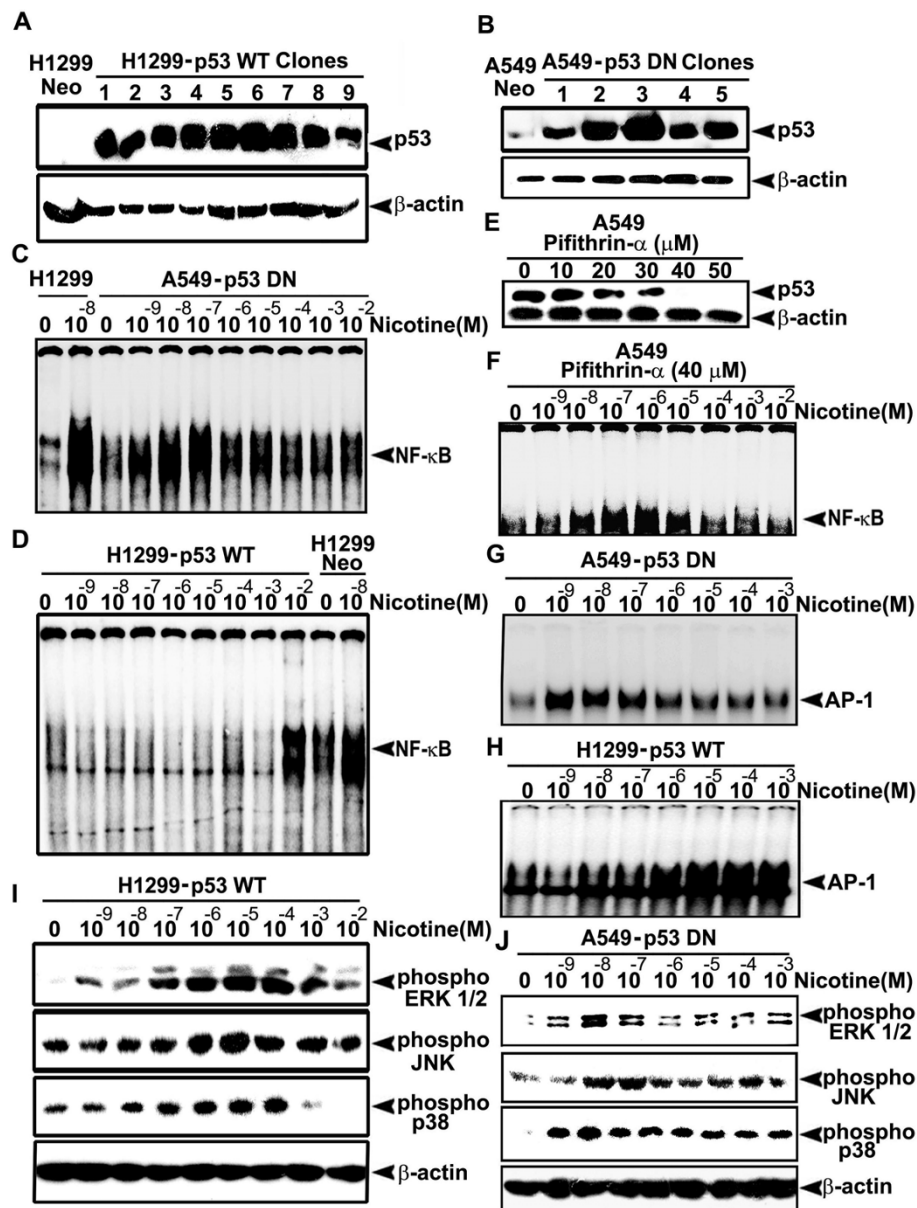 A
H1299
Neo
H1299-p53 WT Clones
1 2 3 4 5 6 7 8 9
p53
β-actin
B
A549
Neo
A549-p53 DN Clones
1 2 3 4 5
p53
β-actin
C
H1299
A549-p53 DN
0 10-8 0 10-9 10-8 10-7 10-6 10-5 10-4 10-3 10-2 Nicotine(M)
NF-κB
E
A549
Pifithrin-α (μM)
0 10 20 30 40 50
p53
β-actin
F
A549
Pifithrin-α (40 μM)
0 10-9 10-8 10-7 10-6 10-5 10-4 10-3 10-2 Nicotine(M)
NF-κB
D
H1299-p53 WT
H1299
Neo
0 10-9 10-8 10-7 10-6 10-5 10-4 10-3 10-2 0 10-8 Nicotine(M)
NF-κB
G
A549-p53 DN
0 10-9 10-8 10-7 10-6 10-5 10-4 10-3 Nicotine(M)
AP-1
H
H1299-p53 WT
0 10-9 10-8 10-7 10-6 10-5 10-4 10-3 Nicotine(M)
AP-1
I
H1299-p53 WT
0 10-9 10-8 10-7 10-6 10-5 10-4 10-3 10-2 Nicotine(M)
phospho
ERK 1/2
phospho
JNK
phospho
p38
β-actin
J
A549-p53 DN
0 10-9 10-8 10-7 10-6 10-5 10-4 10-3 Nicotine(M)
phospho
ERK 1/2
phospho
JNK
phospho
p38
β-actin